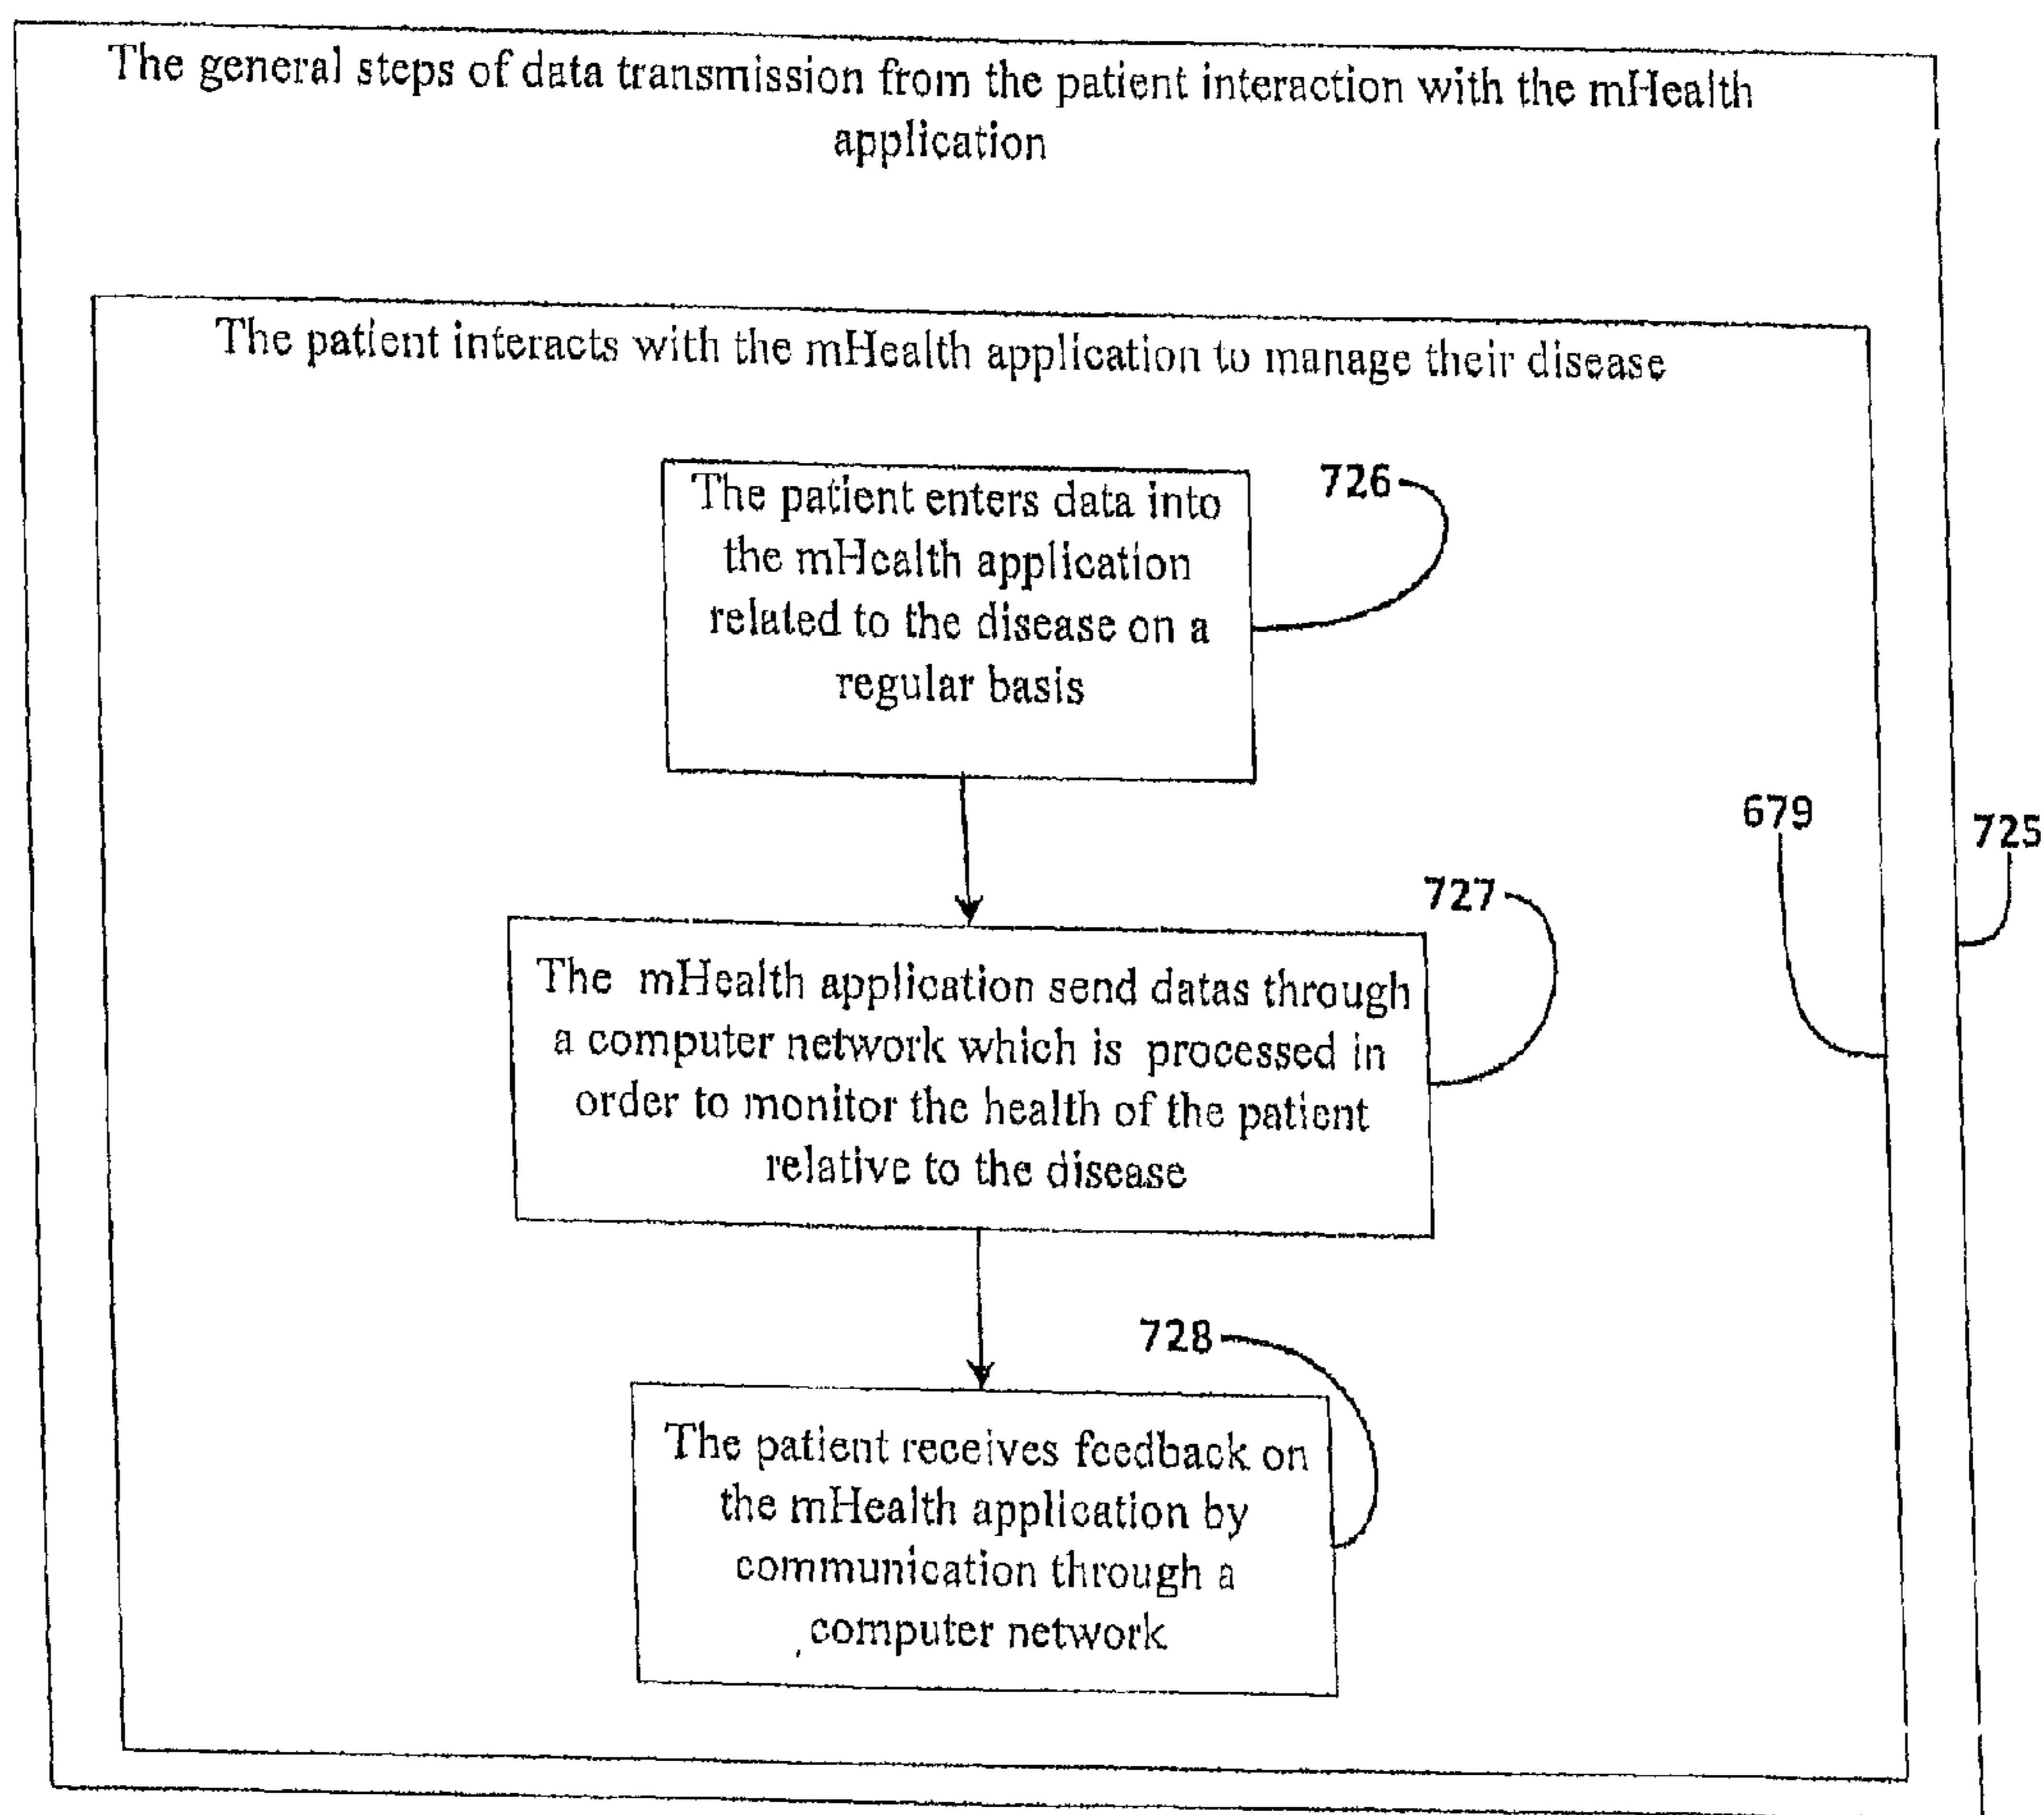 The general steps of data transmission from the patient interaction with the mHealth
application
The patient interacts with the mHealth application to manage their disease
The patient enters data into
the mHealth application
related to the disease on a
regular basis
726
679
725
727
The mHealth application send datas through
a computer network which is processed in
order to monitor the health of the patient
relative to the disease
728
The patient receives feedback on
the mHealth application by
communication through a
computer network